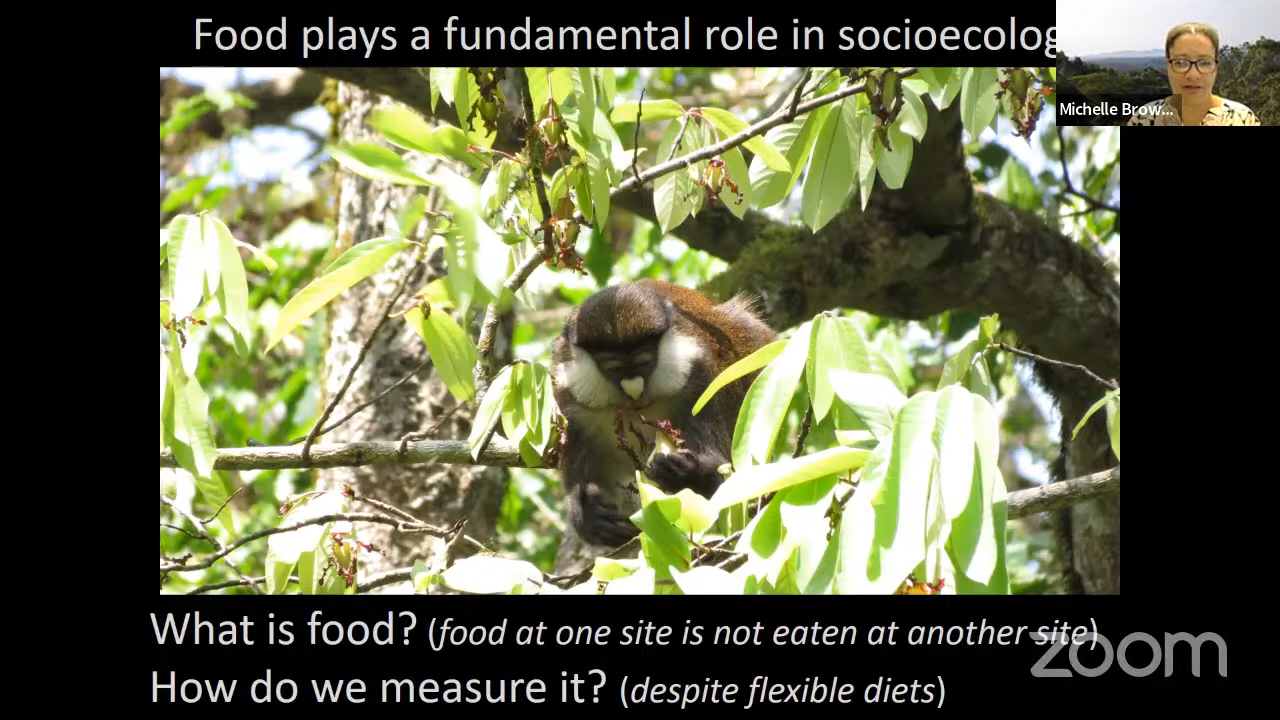 Food plays a fundamental role in socioecolog
Michelle Brow...
What is food? (food at one site is not eaten at another site)
How do we measure it? (despite flexible diets)
zoom